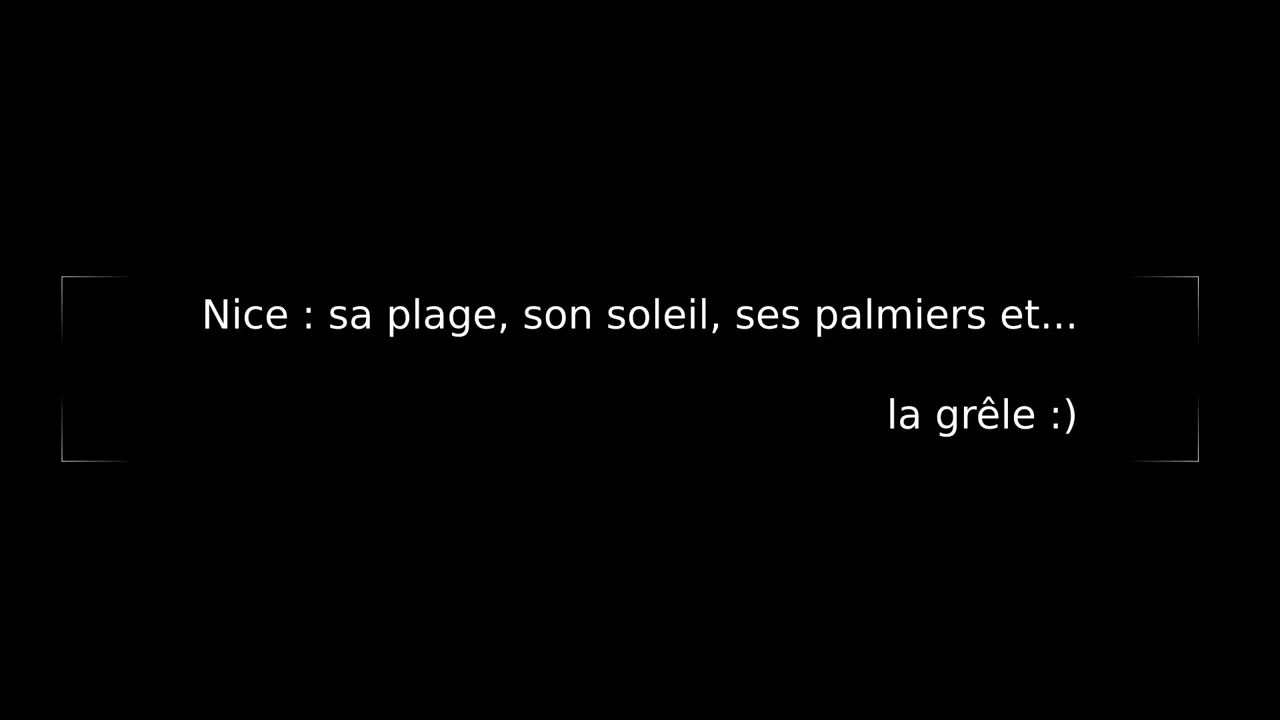 Nice : sa plage, son soleil, ses palmiers et...
la grêle :)